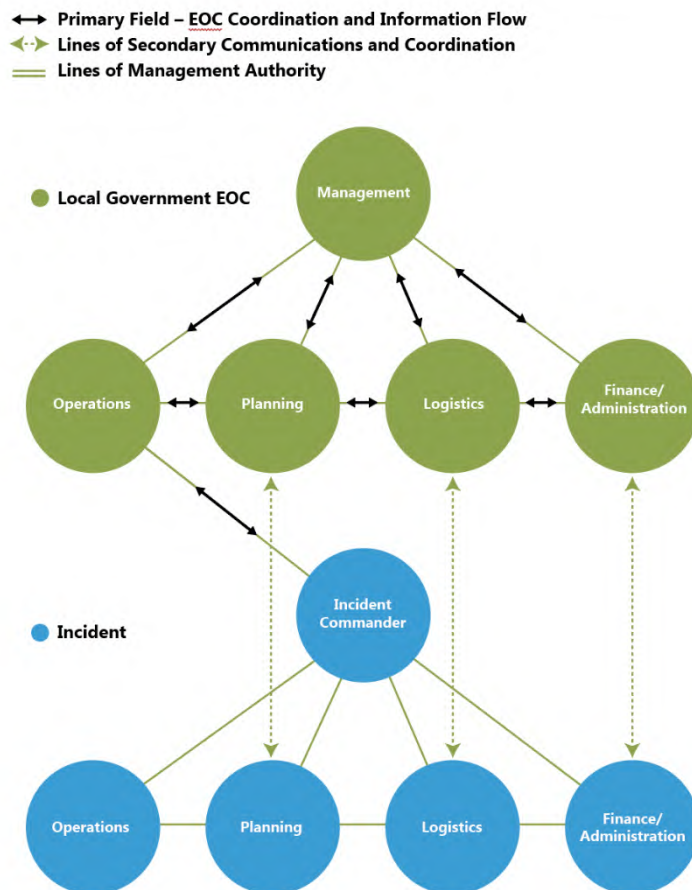 Primary Field – EOC Coordination and Information Flow
Lines of Secondary Communications and Coordination
Lines of Management Authority
Management
Local Government EOC
Operations
Planning
Logistics
Finance/
Administration
Incident
Commander
Incident
Operations
Planning
Logistics
Finance/
Administration